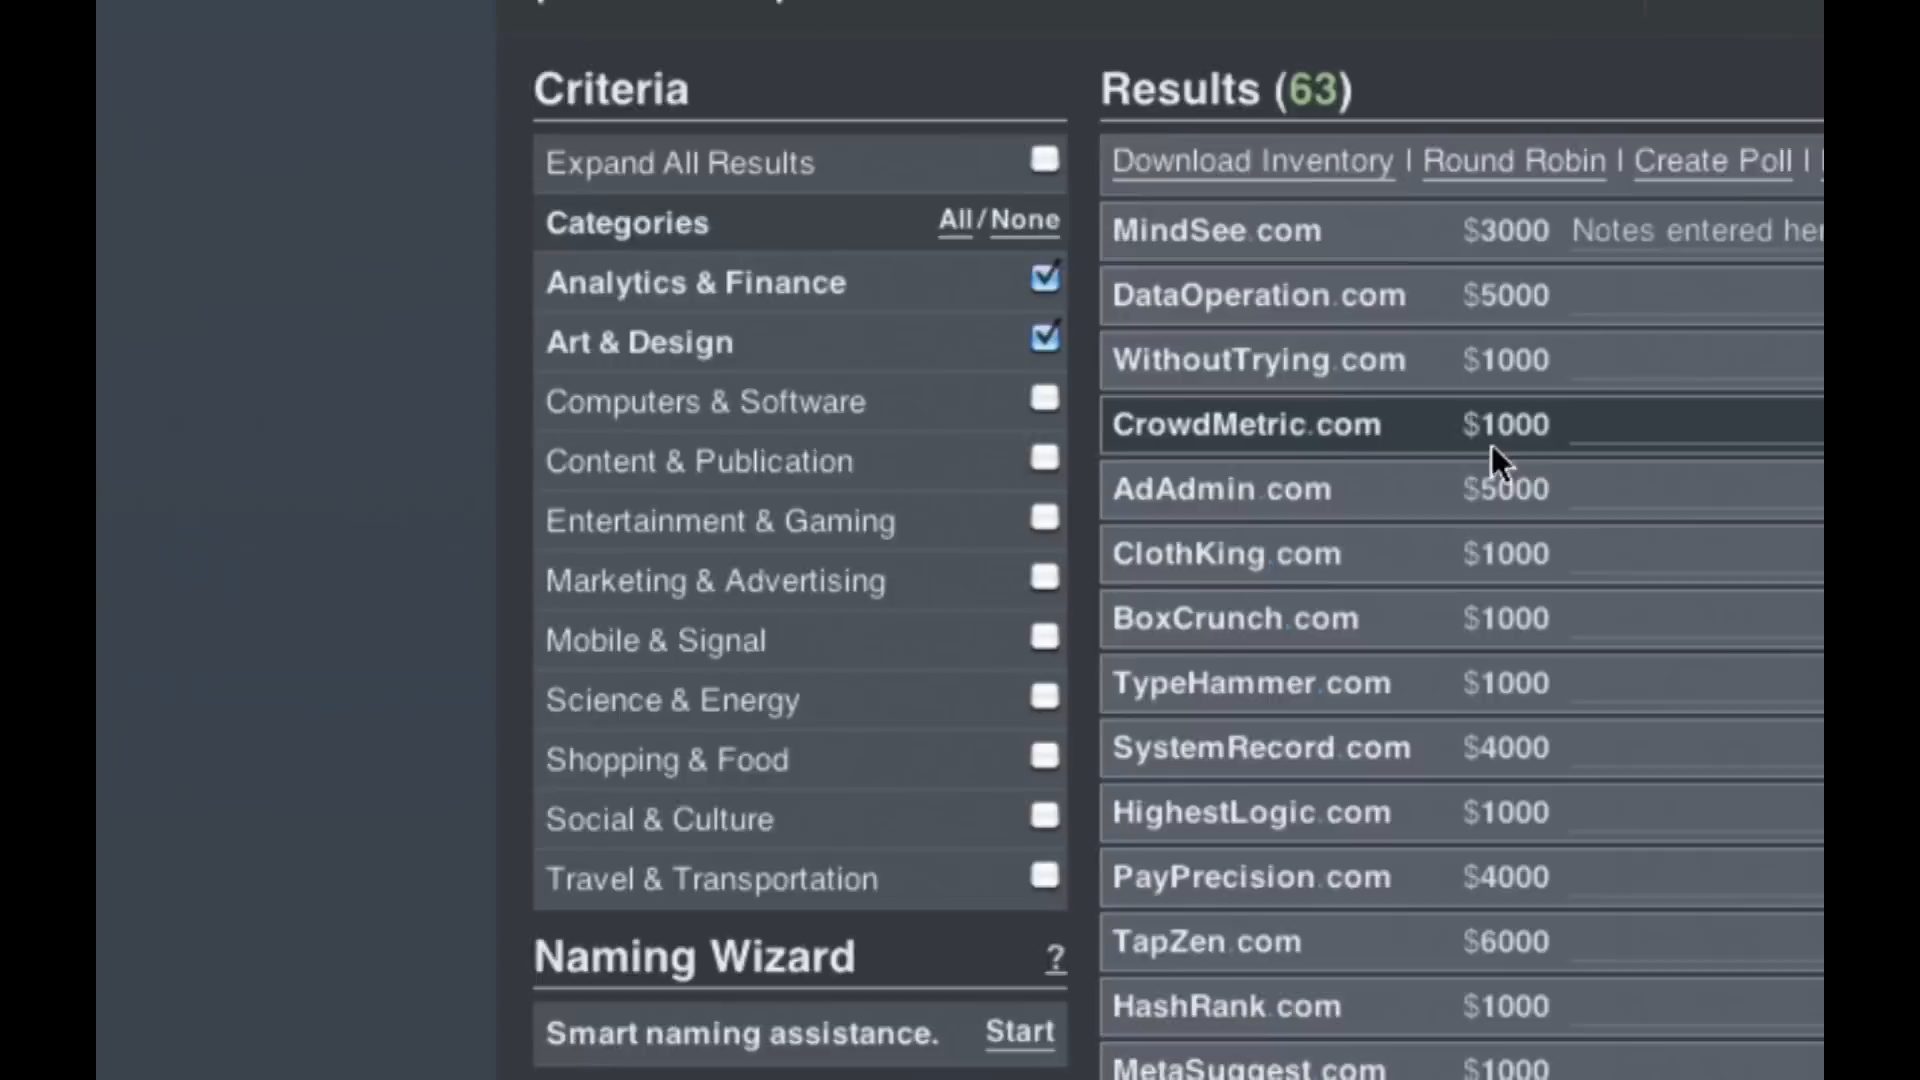 Criteria
Expand All Results
Categories All/None
Analytics & Finance
Art & Design
Computers & Software
Content & Publication
Entertainment & Gaming
Marketing & Advertising
Mobile & Signal
Science & Energy
Shopping & Food
Social & Culture
Travel & Transportation
Naming Wizard ?
Smart naming assistance. Start
Results (63)
Download Inventory | Round Robin | Create Poll |
MindSee.com $3000 Notes entered her
DataOperation.com $5000
WithoutTrying.com $1000
CrowdMetric.com $1000
AdAdmin.com $5000
ClothKing.com $1000
BoxCrunch.com $1000
TypeHammer.com $1000
SystemRecord.com $4000
HighestLogic.com $1000
PayPrecision.com $4000
TapZen.com $6000
HashRank.com $1000
MetaSuggest.com $1000